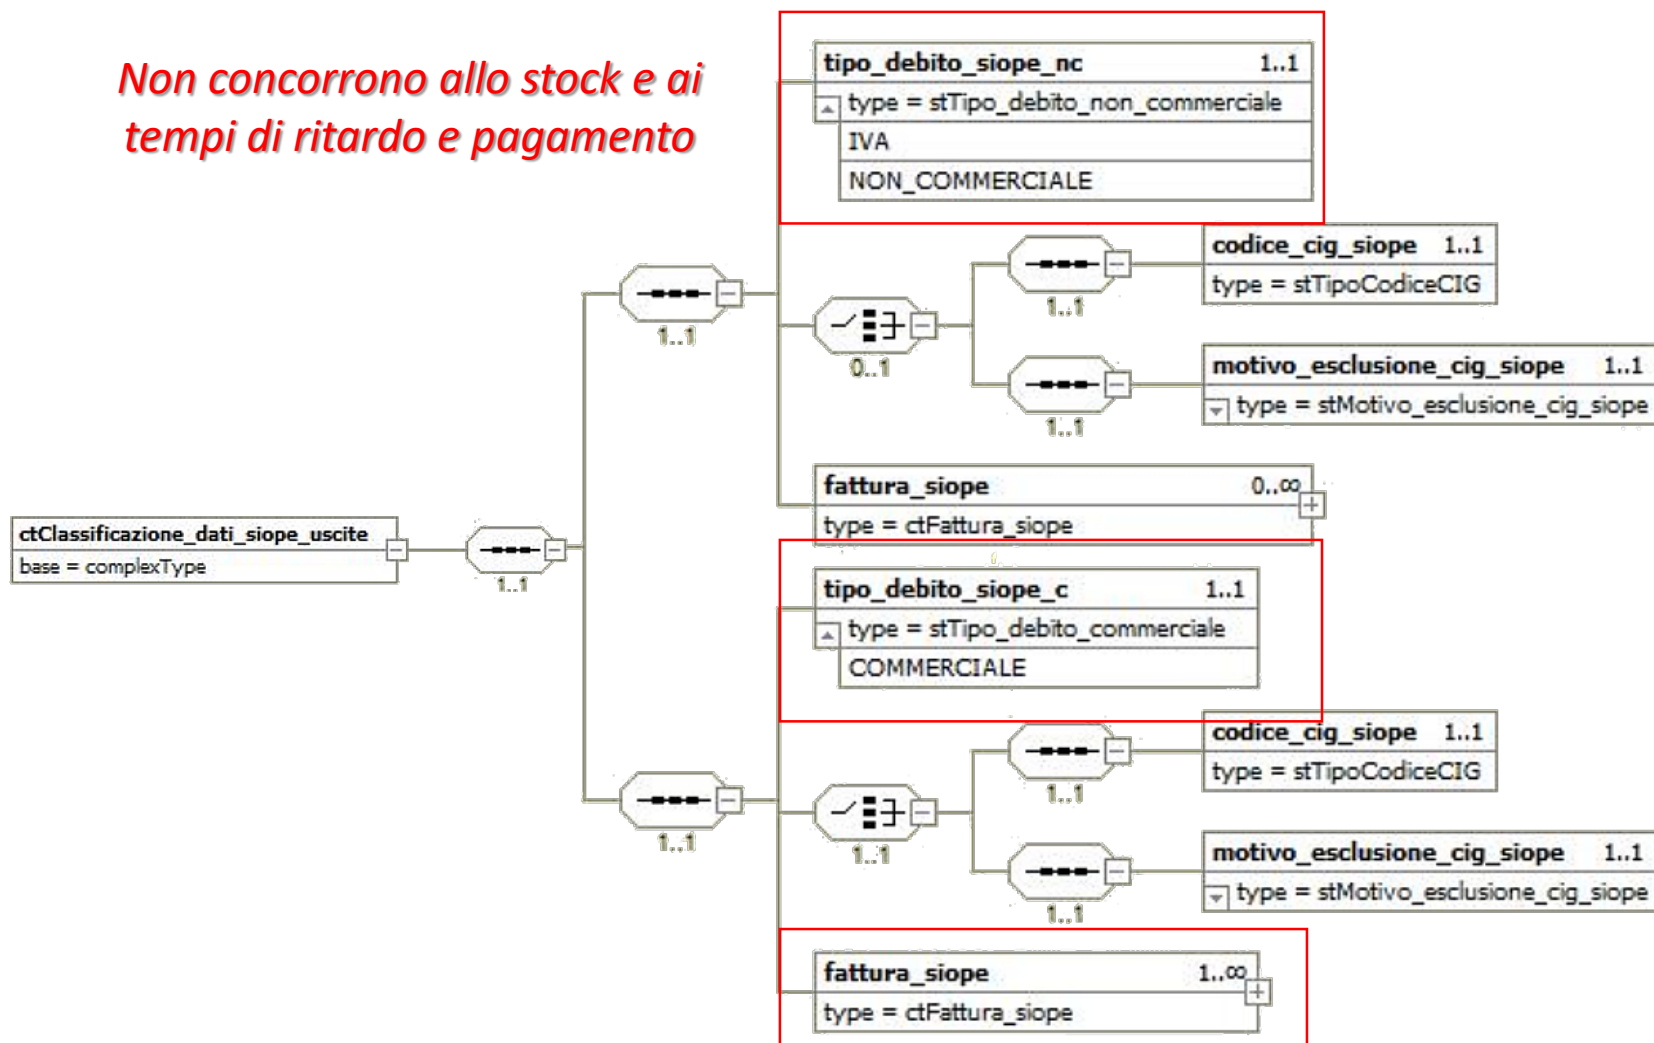 Non concorrono allo stock e ai
tempi di ritardo e pagamento
tipo_debito_siope_nc 1..1
type = stTipo_debito_non_commerciale
IVA
NON_COMMERCIALE
codice_cig_siope 1..1
type = stTipoCodiceCIG
1..1
1..1
0..1
motivo_esclusione_cig_siope 1..1
type = stMotivo_esclusione_cig_siope
1..1
fattura_siope 0..∞
type = ctFattura_siope
ctClassificazione_dati_siope_uscite
base = complexType
1..1
tipo_debito_siope_c 1..1
type = stTipo_debito_commerciale
COMMERCIALE
codice_cig_siope 1..1
type = stTipoCodiceCIG
1..1
1..1
1..1
motivo_esclusione_cig_siope 1..1
type = stMotivo_esclusione_cig_siope
1..1
fattura_siope 1..∞
type = ctFattura_siope